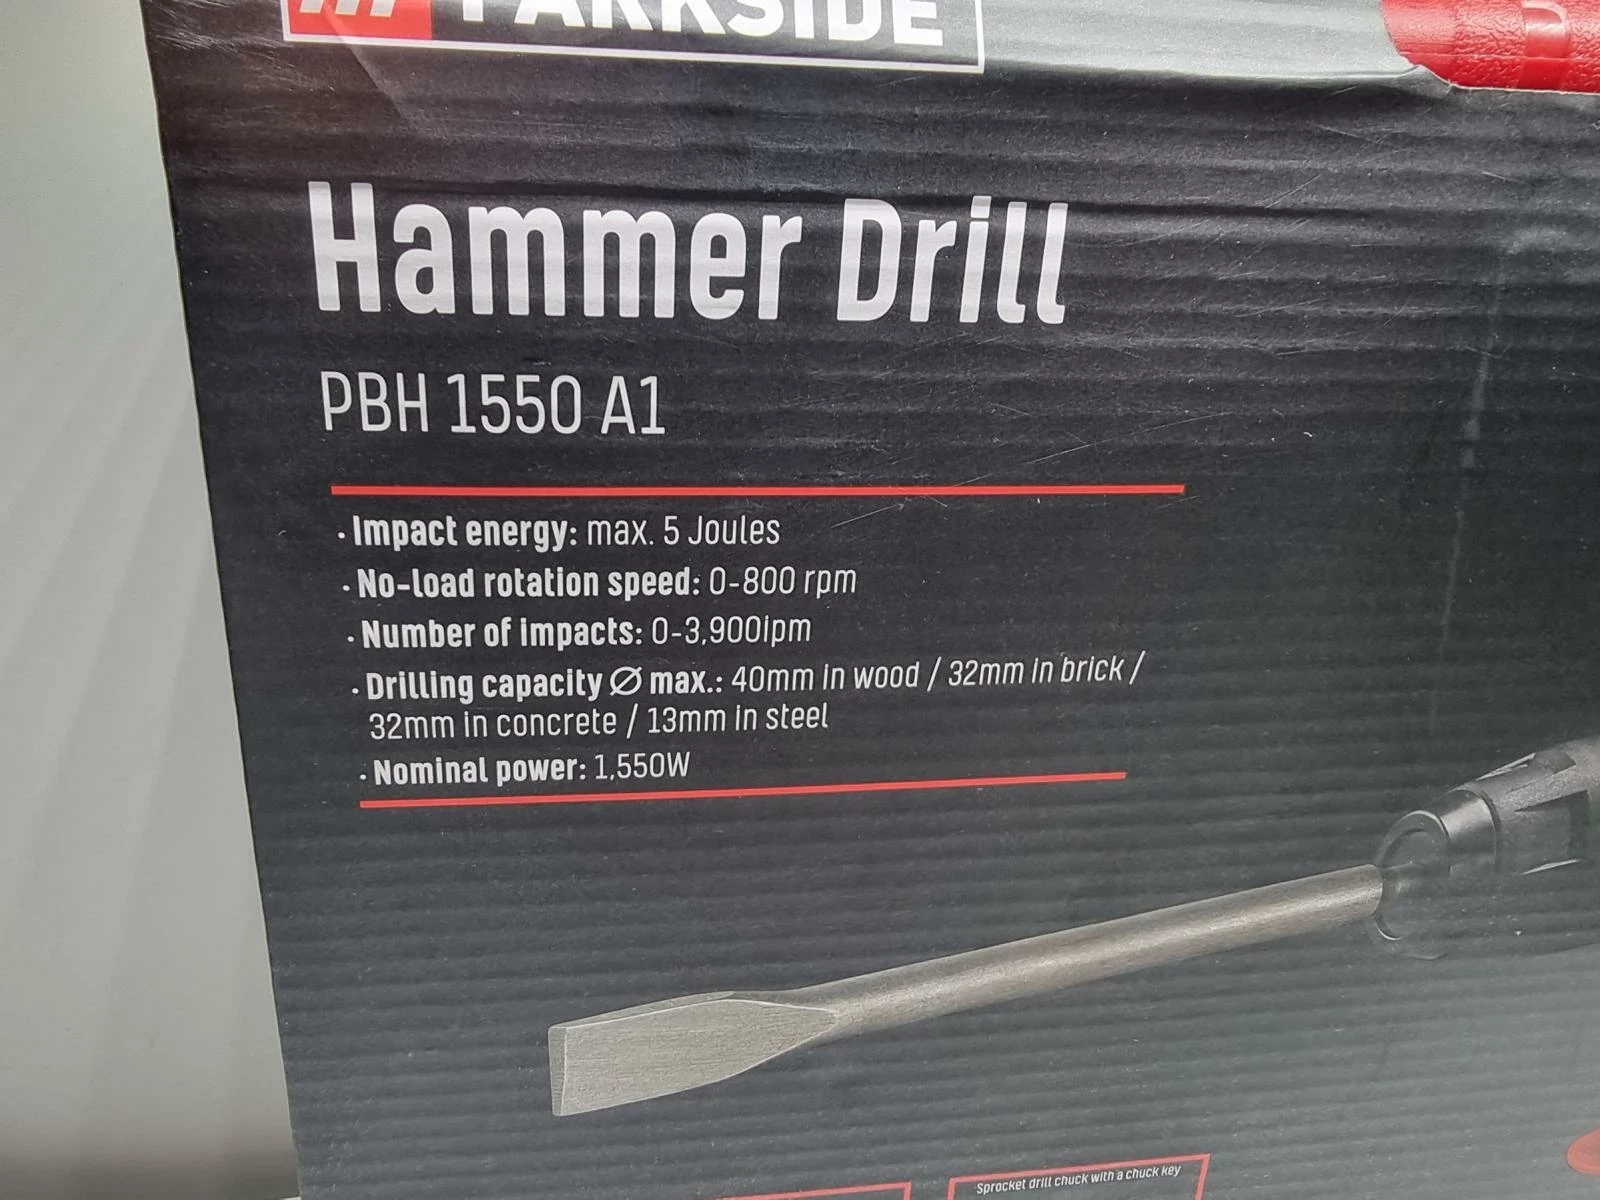 PARKSIDE
Hammer Drill
PBH 1550 A1
· Impact energy: max. 5 Joules
· No-load rotation speed: 0-800 rpm
· Number of impacts: 0-3,900ipm
· Drilling capacity Ø max.: 40mm in wood / 32mm in brick /
32mm in concrete / 13mm in steel
· Nominal power: 1,550W
Sprocket drill chuck with a chuck key